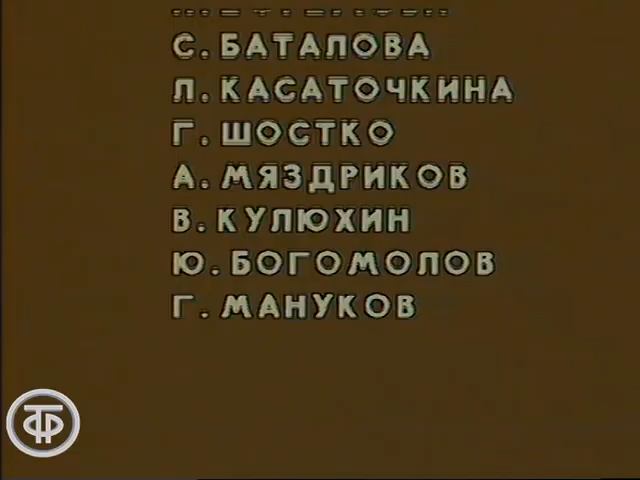 С. БАТАЛОВА
Л. КАСАТОЧКИНА
Г. ШОСТКО
А. МЯЗДРИКОВ
В. КУЛЮХИН
Ю. БОГОМОЛОВ
Г. МАНУКОВ